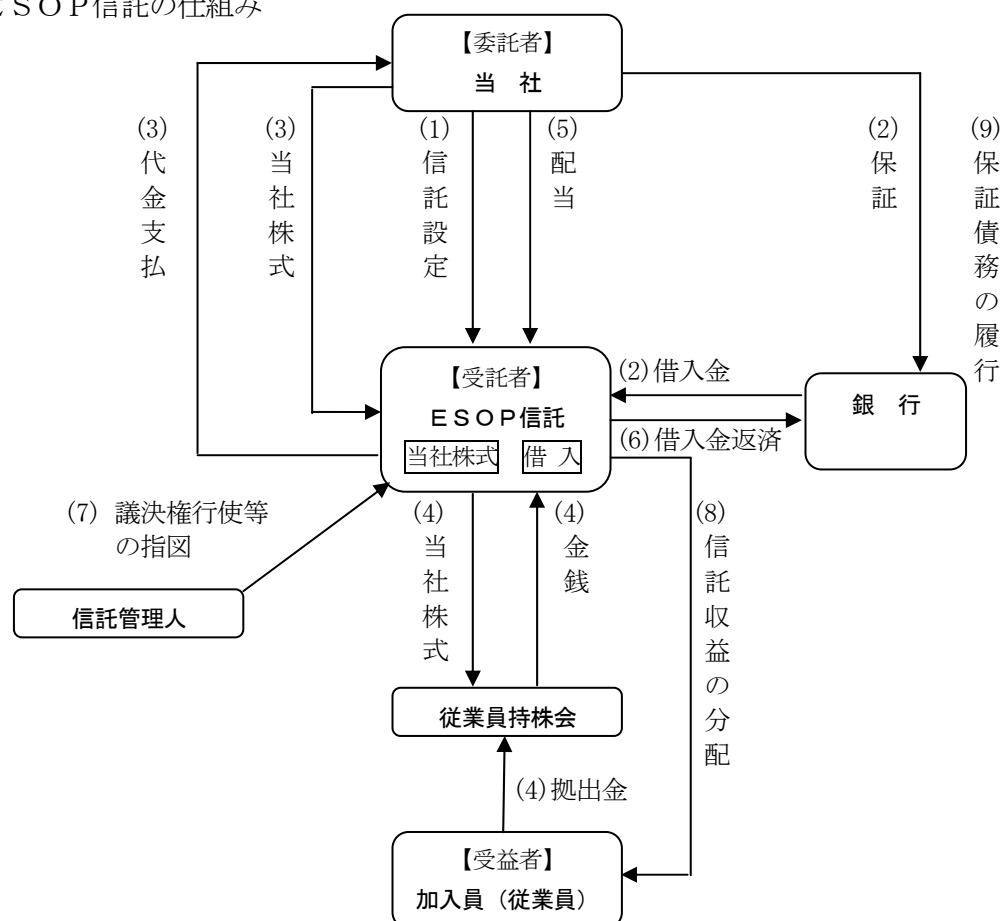 ESOP信託の仕組み
【委託者】
当 社
(3)
代金支払
(3)
当社株式
(1)
信託設定
(5)
配当
(2)
保証
(9)
保証債務の履行
【受託者】
ESOP信託
当社株式 借 入
(2)借入金
(6)借入金返済
銀 行
(7) 議決権行使等
の指図
信託管理人
(4)
当社株式
(4)
金銭
(8)
信託収益の分配
従業員持株会
(4)拠出金
【受益者】
加入員(従業員)